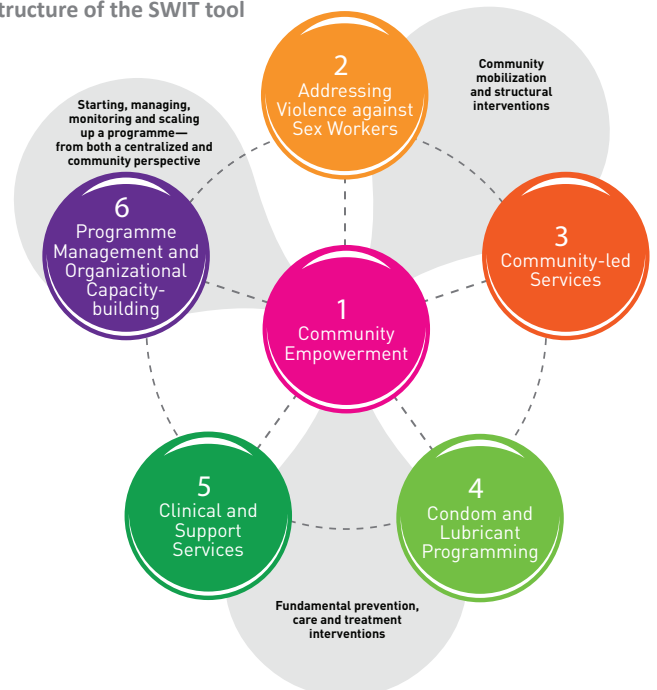 tructure of the SWIT tool
2
Addressing
Violence against
Sex Workers
Community
mobilization
and structural
interventions
Starting, managing,
monitoring and scaling
up a programme—
from both a centralized and
community perspective
6
Programme
Management and
Organizational
Capacity-
building
3
Community-led
Services
1
Community
Empowerment
5
Clinical and
Support
Services
4
Condom and
Lubricant
Programming
Fundamental prevention,
care and treatment
interventions